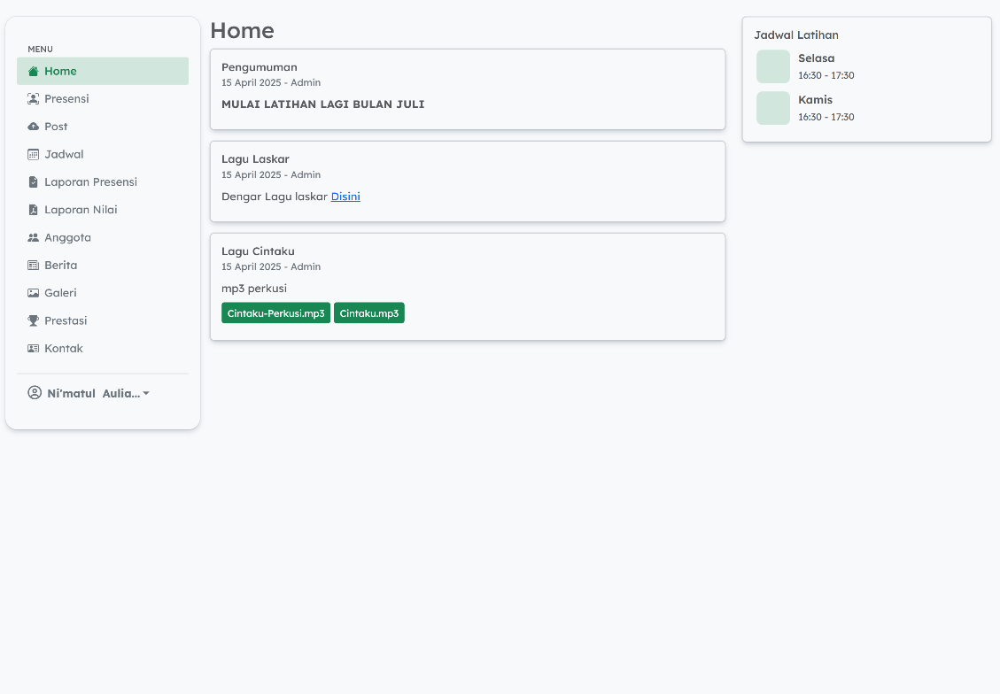 MENU
Home
Presensi
Post
Jadwal
Laporan Presensi
Laporan Nilai
Anggota
Berita
Galeri
Prestasi
Kontak
Ni'matul Aulia...
Home
Pengumuman
15 April 2025 - Admin
MULAI LATIHAN LAGI BULAN JULI
Lagu Laskar
15 April 2025 - Admin
Dengar Lagu laskar Disini
Lagu Cintaku
15 April 2025 - Admin
mp3 perkusi
Cintaku-Perkusi.mp3 Cintaku.mp3
Jadwal Latihan
Selasa
16:30 - 17:30
Kamis
16:30 - 17:30